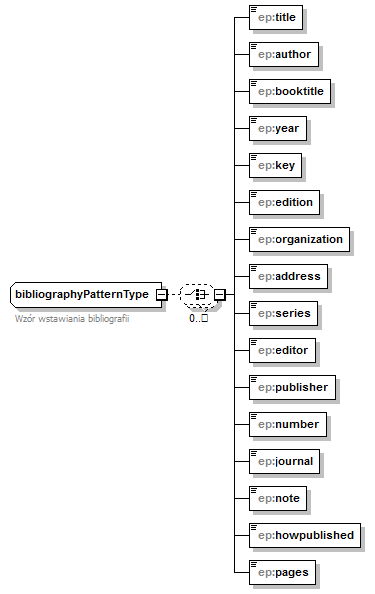 ep:title
ep:author
ep:booktitle
ep:year
ep:key
ep:edition
ep:organization
ep:address
bibliographyPatternType
Wzór wstawiania bibliografii
0..□
ep:series
ep:editor
ep:publisher
ep:number
ep:journal
ep:note
ep:howpublished
ep:pages